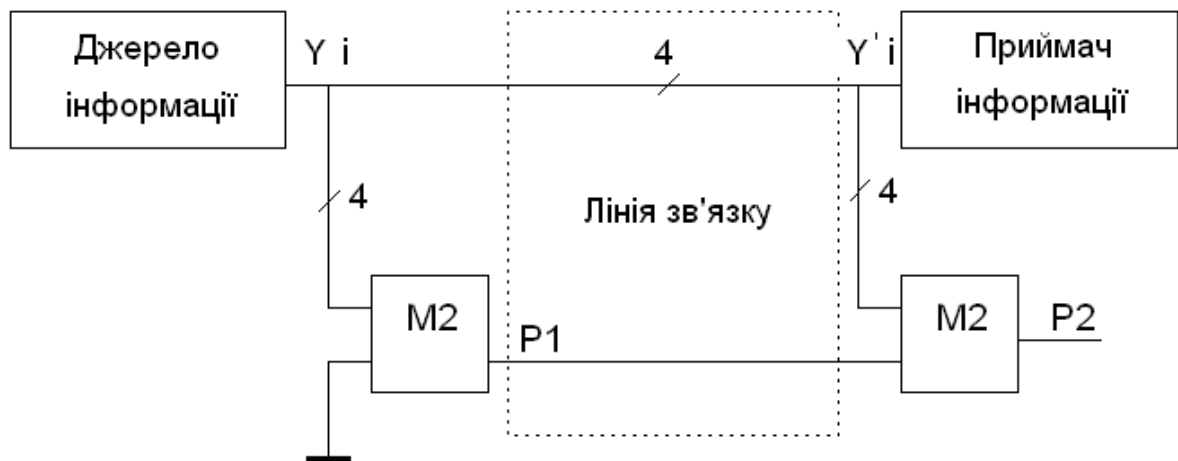 Джерело
інформації
Y i
4
Y ' i
Приймач
інформації
4
Лінія зв'язку
4
M2
P1
M2
P2